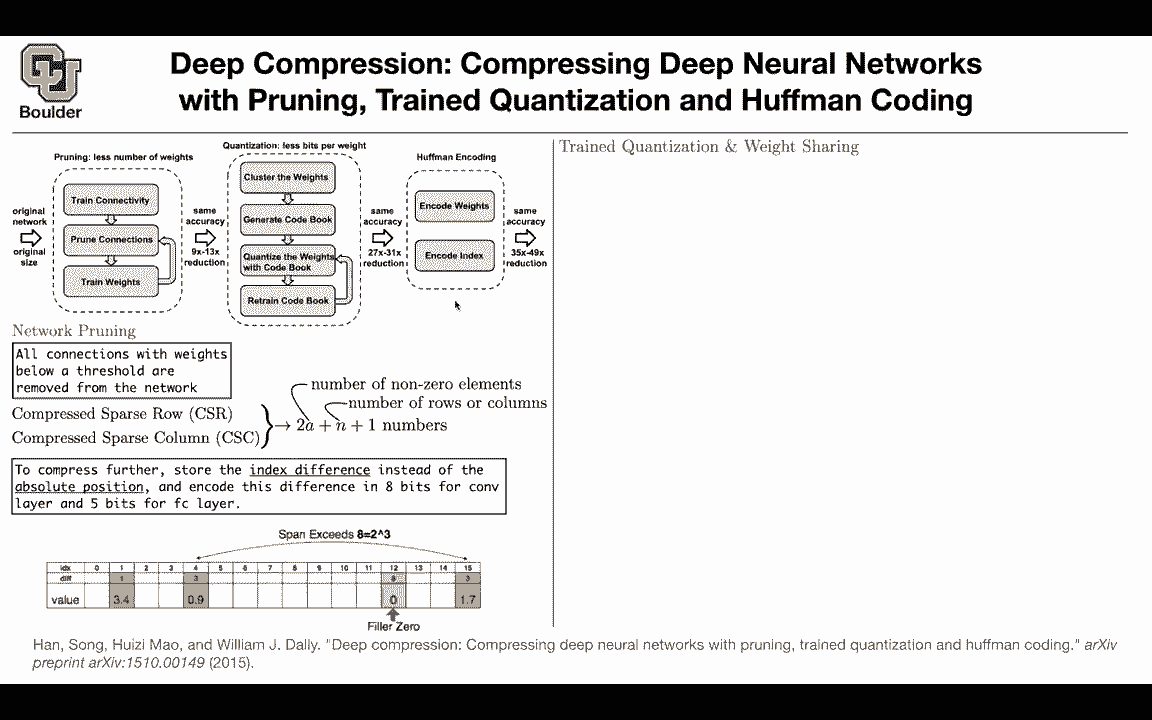 Boulder
Deep Compression: Compressing Deep Neural Networks
with Pruning, Trained Quantization and Huffman Coding
Pruning: less number of weights
Quantization: less bits per weight
Huffman Encoding
original
network
original
size
Train Connectivity
Prune Connections
Train Weights
same
accuracy
9x-13x
reduction
Cluster the Weights
Generate Code Book
Quantize the Weights
with Code Book
Retrain Code Book
same
accuracy
27x-31x
reduction
Encode Weights
Encode Index
same
accuracy
35x-49x
reduction
Network Pruning
All connections with weights
below a threshold are
removed from the network
Compressed Sparse Row (CSR)
Compressed Sparse Column (CSC)
number of non-zero elements
number of rows or columns
→ 2a + n + 1 numbers
To compress further, store the index difference instead of the
absolute position, and encode this difference in 8 bits for conv
layer and 5 bits for fc layer.
Span Exceeds 8=2^3
idx 0 1 2 3 4 5 6 7 8 9 10 11 12 13 14 15
diff 1 3 8 3
value 3.4 0.9 0 1.7
Filler Zero
Trained Quantization & Weight Sharing
Han, Song, Huizi Mao, and William J. Dally. "Deep compression: Compressing deep neural networks with pruning, trained quantization and huffman coding." arXiv
preprint arXiv:1510.00149 (2015).